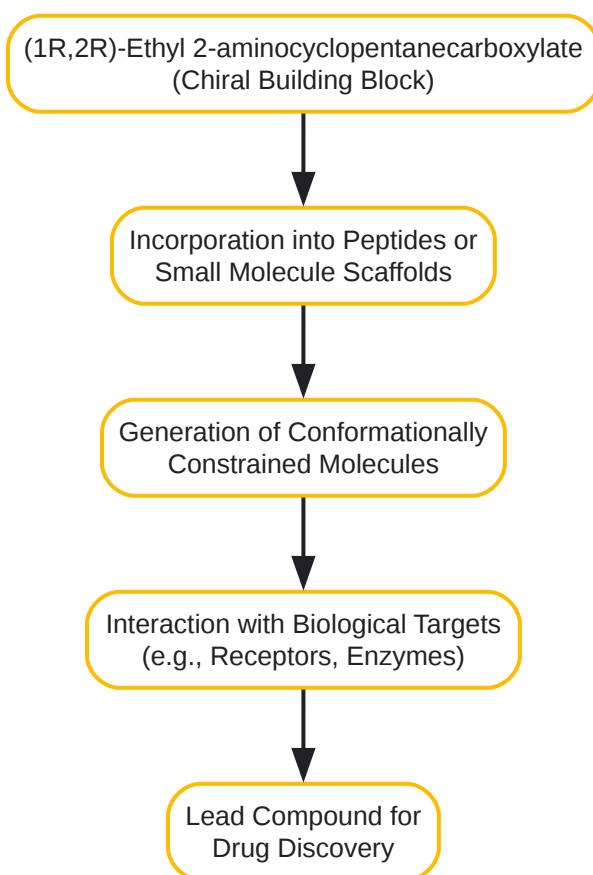 (1R,2R)-Ethyl 2-aminocyclopentanecarboxylate
(Chiral Building Block)
Incorporation into Peptides or
Small Molecule Scaffolds
Generation of Conformationally
Constrained Molecules
Interaction with Biological Targets
(e.g., Receptors, Enzymes)
Lead Compound for
Drug Discovery